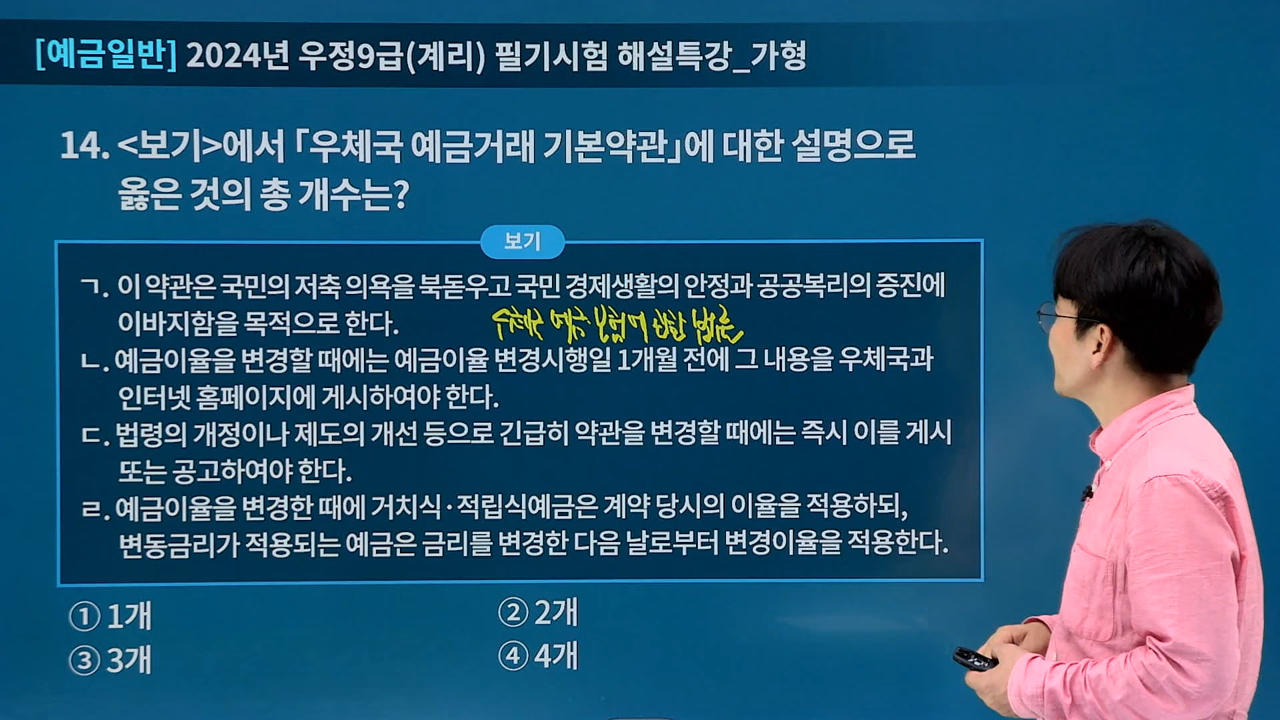 [예금일반] 2024년 우정9급(계리) 필기시험 해설특강_가형
14. <보기>에서 「우체국 예금거래 기본약관」에 대한 설명으로
옳은 것의 총 개수는?
보기
ㄱ. 이 약관은 국민의 저축 의욕을 북돋우고 국민 경제생활의 안정과 공공복리의 증진에
이바지함을 목적으로 한다.
우체국 예금 보험에 관한 법률
ㄴ. 예금이율을 변경할 때에는 예금이율 변경시행일 1개월 전에 그 내용을 우체국과
인터넷 홈페이지에 게시하여야 한다.
ㄷ. 법령의 개정이나 제도의 개선 등으로 긴급히 약관을 변경할 때에는 즉시 이를 게시
또는 공고하여야 한다.
ㄹ. 예금이율을 변경한 때에 거치식·적립식예금은 계약 당시의 이율을 적용하되,
변동금리가 적용되는 예금은 금리를 변경한 다음 날로부터 변경이율을 적용한다.
① 1개
② 2개
③ 3개
④ 4개